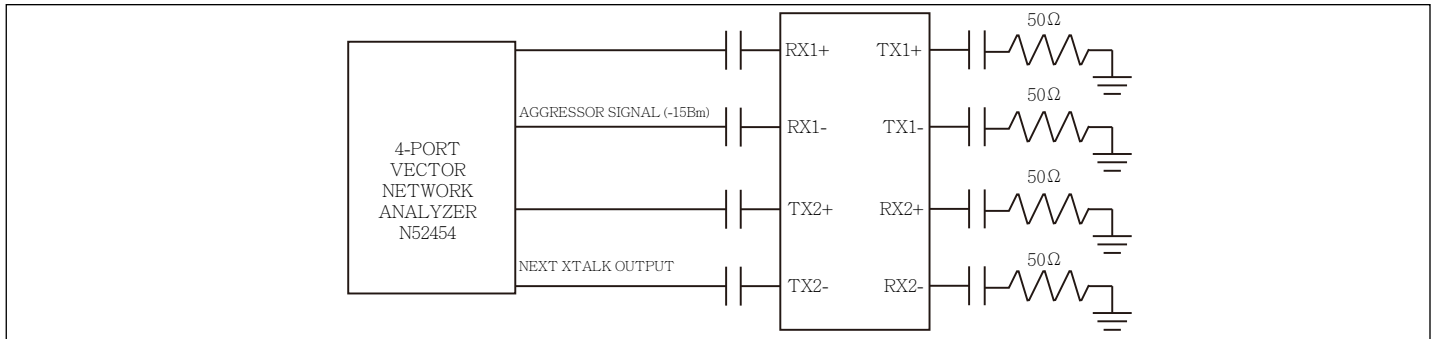 50Ω
RX1+ TX1+
50Ω
AGGRESSOR SIGNAL (-15Bm)
RX1- TX1-
4-PORT
VECTOR
NETWORK
ANALYZER
N52454
50Ω
TX2+ RX2+
50Ω
NEXT XTALK OUTPUT
TX2- RX2-